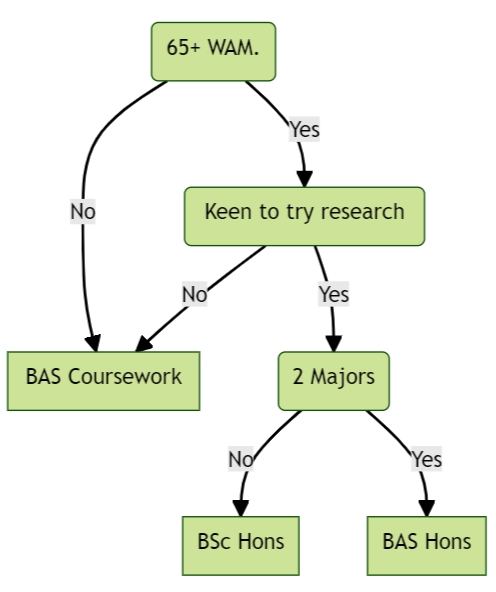 65+ WAM.
Yes
No
Keen to try research
No
Yes
BAS Coursework
2 Majors
No
Yes
BSc Hons
BAS Hons